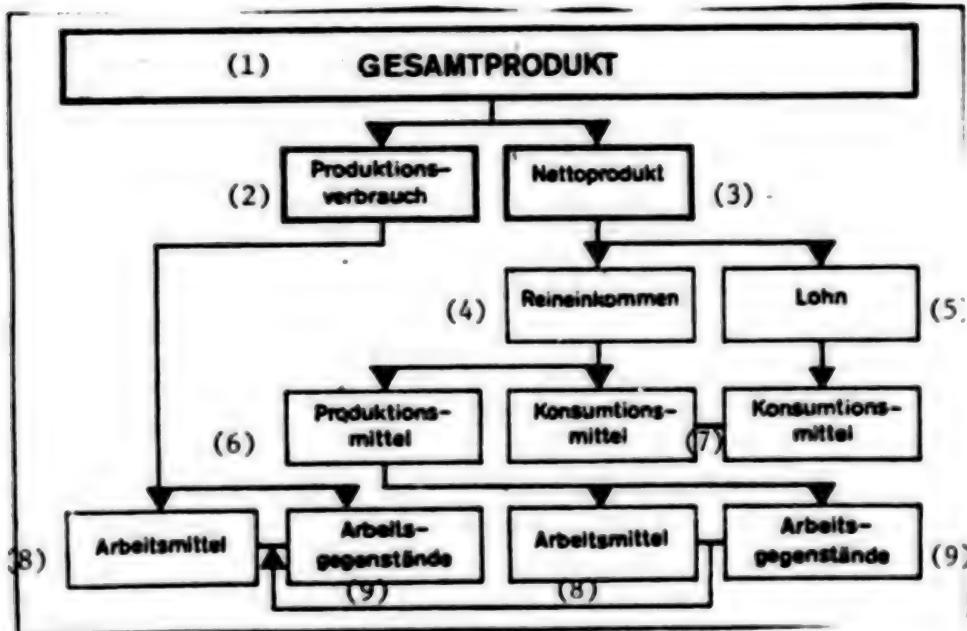 (1) GESAMTPRODUKT
Produktions-
verbrauch
(2)
Nettoprodukt
(3)
Reineinkommen
(4)
Lohn
(5)
Produktions-
mittel
(6)
Konsumtions-
mittel
(7)
Konsumtions-
mittel
(8)
Arbeitsmittel
Arbeits-
gegenstände
(9)
Arbeitsmittel
(8)
Arbeits-
gegenstände
(9)